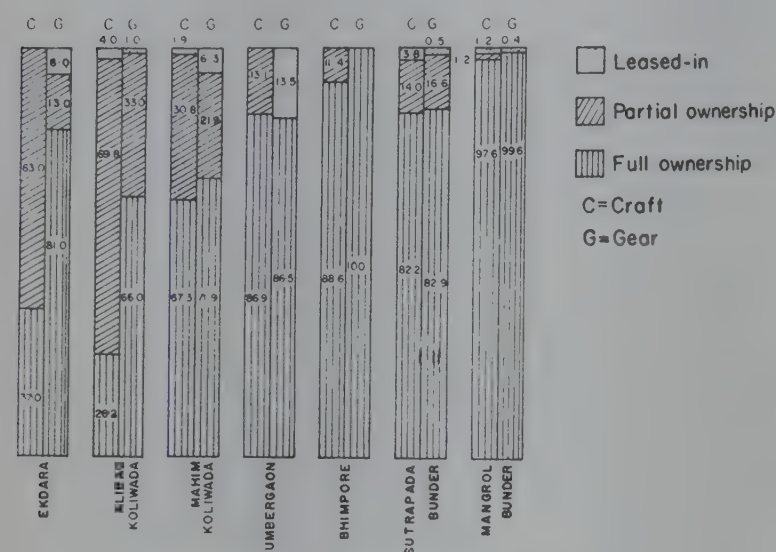 C G C G C G C G C G C G C G
4.0 1.0 1.9 0.5 1.2 0.4
8.0 6.3 3.8 1.2
13.0 33.0 30.8 21.8 13.1 13.5 11.4 14.0 16.6
63.0 69.8 97.6 99.6
81.0 66.0 67.3 71.9 86.9 86.5 88.6 100 82.2 82.9
37.0 26.2
EKDARA
KOLIWADA
MAHIM
KOLIWADA
UMBERGAON
BHIMPORE
SUTRAPADA
BUNDER
MANGROL
BUNDER
Leased-in
Partial ownership
Full ownership
C=Craft
G=Gear